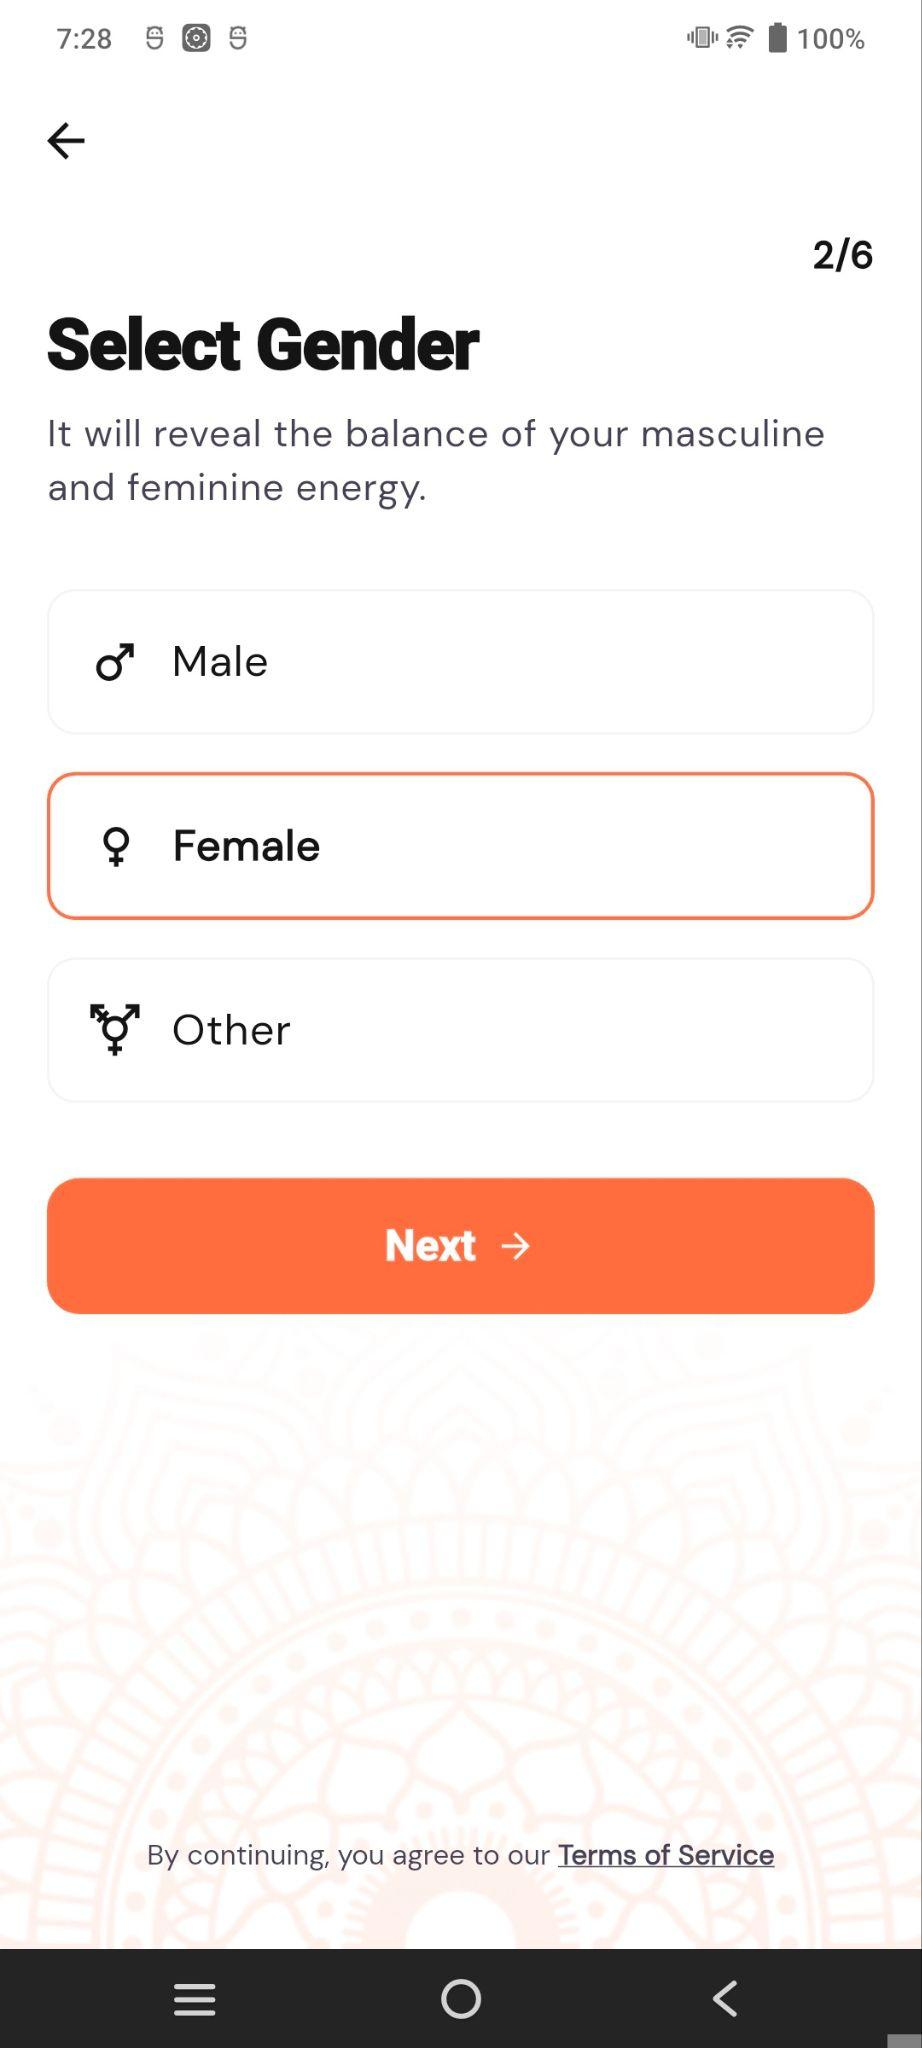 7:28
100%
2/6
Select Gender
It will reveal the balance of your masculine
and feminine energy.
Male
Female
Other
Next →
By continuing, you agree to our Terms of Service